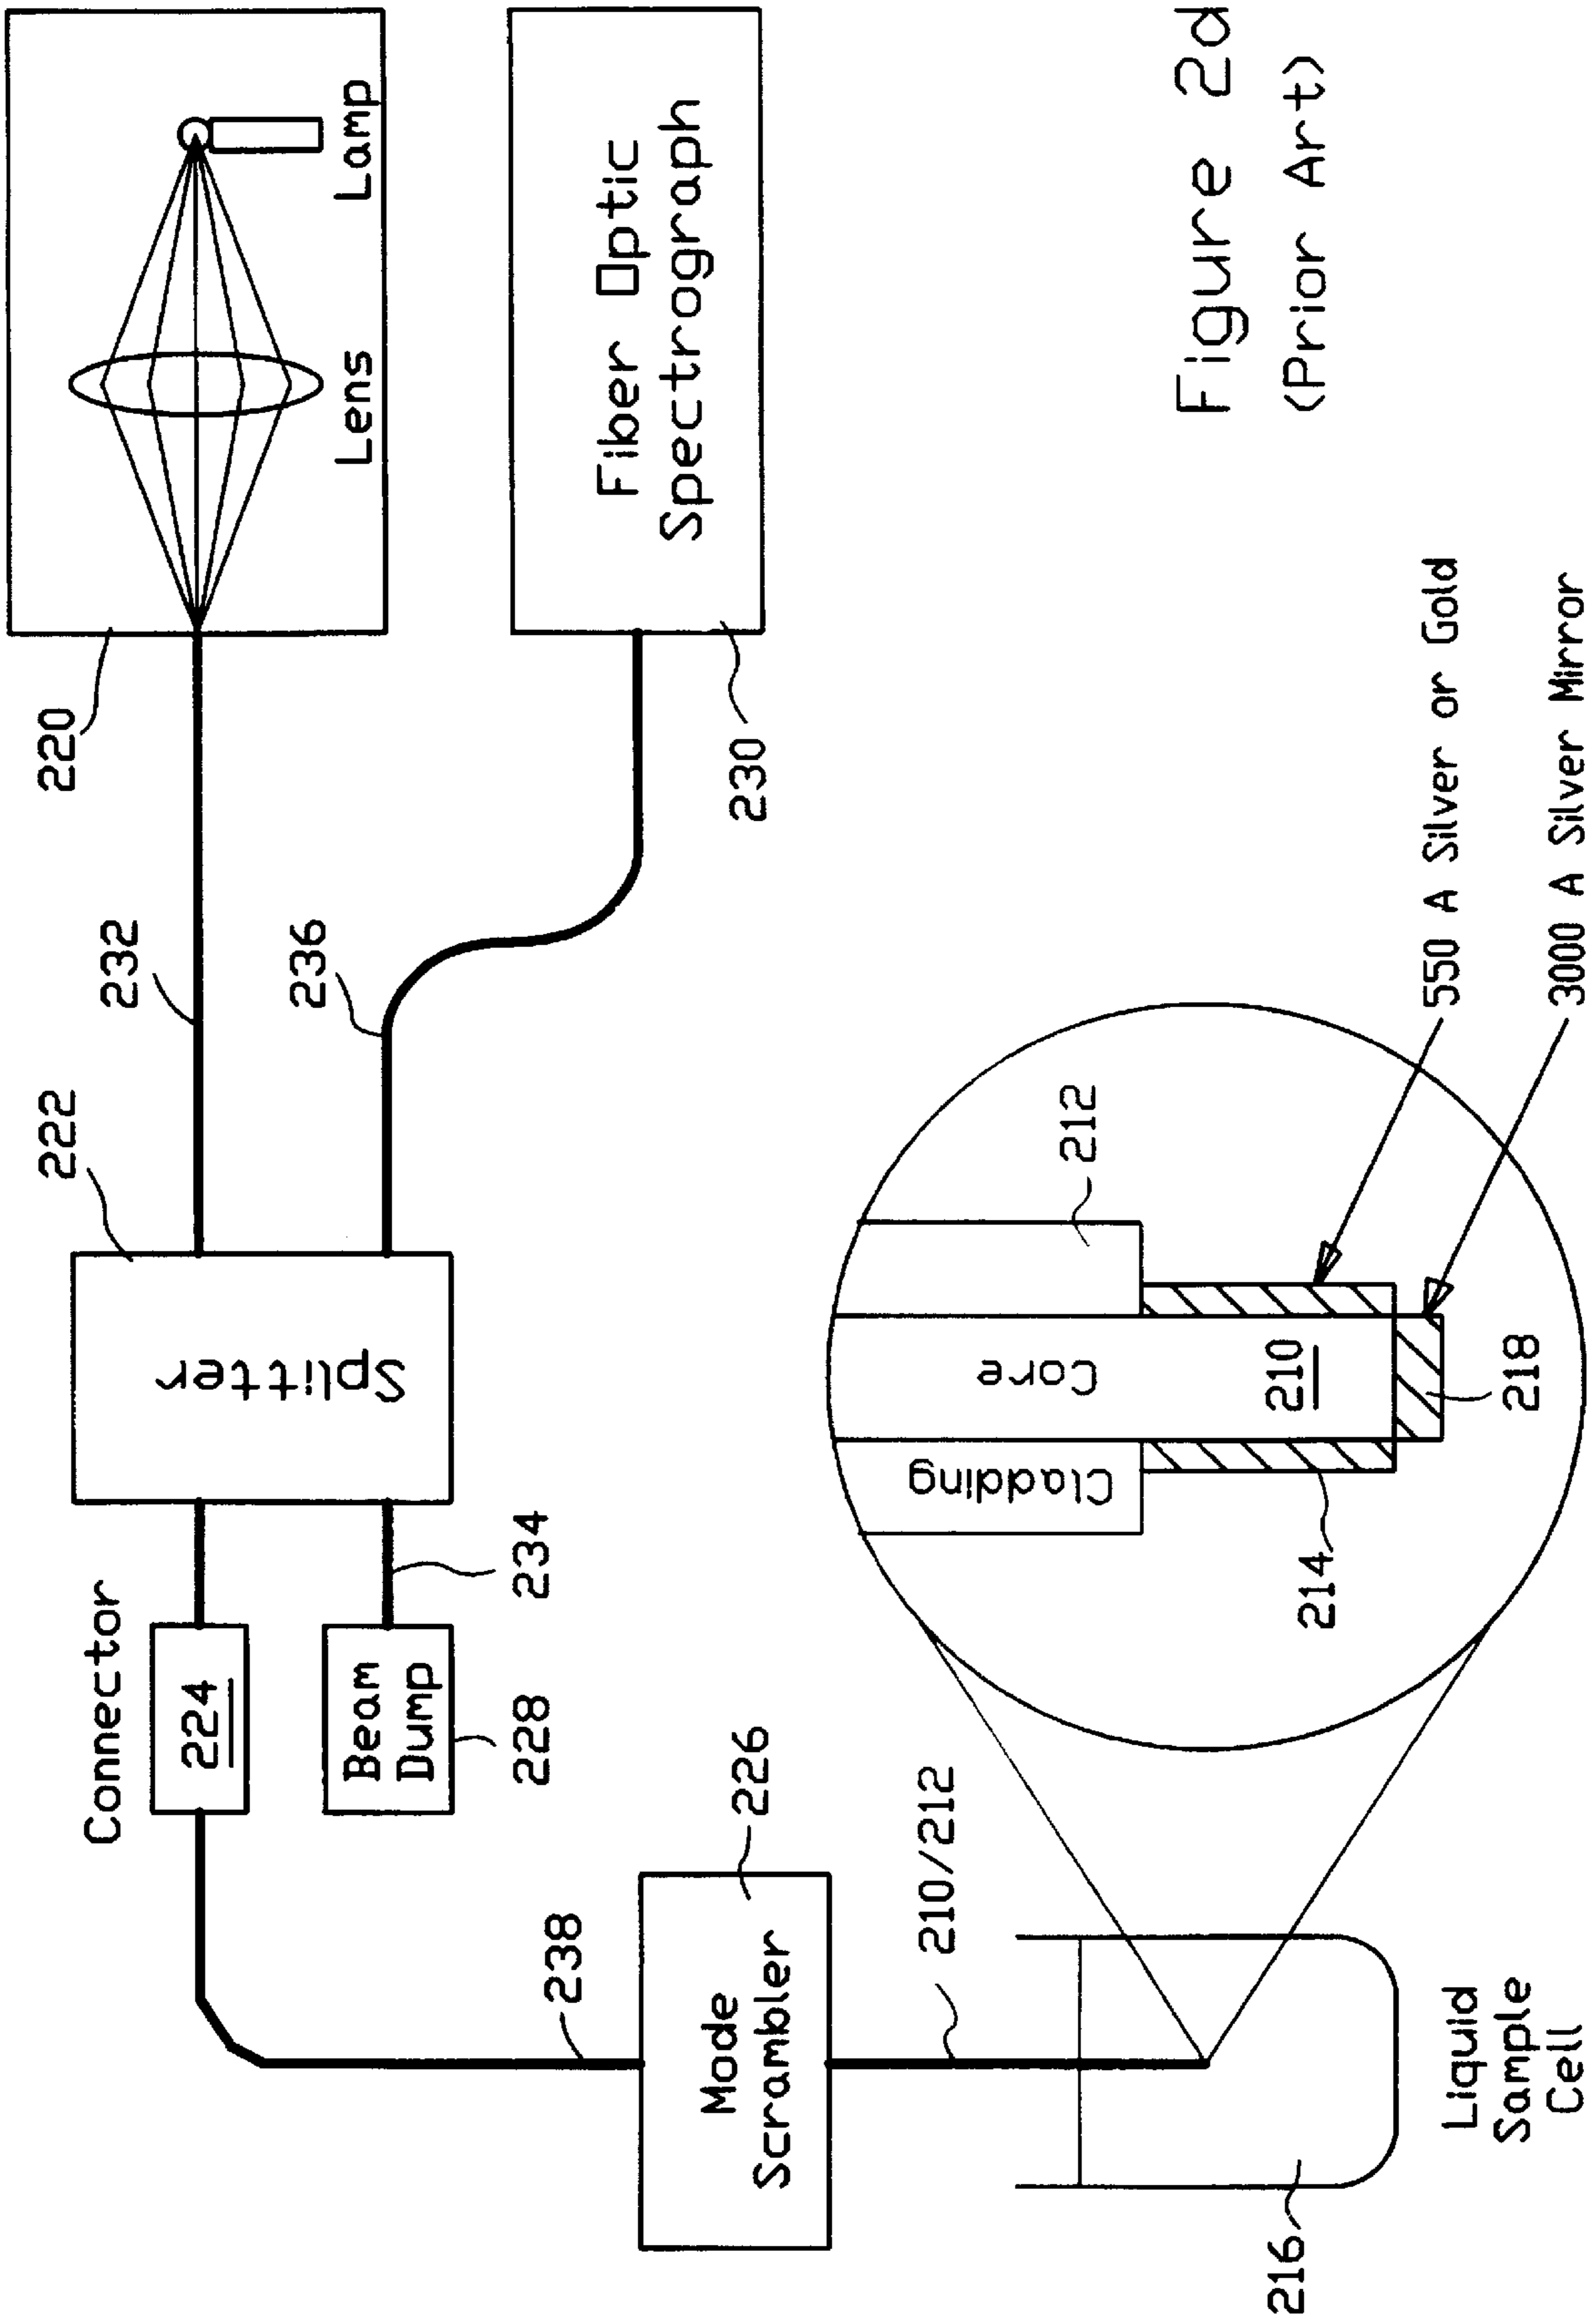 220
Lens
Lamp
232
222
Splitter
236
Fiber Optic
Spectrograph
230
Connector
224
Beam
Dump
228
234
238
Mode
Scrambler
226
210/212
216
Liquid
Sample
Cell
Cladding
Core
210
212
214
218
550 A Silver or Gold
3000 A Silver Mirror
Figure 2d
(Prior Art)